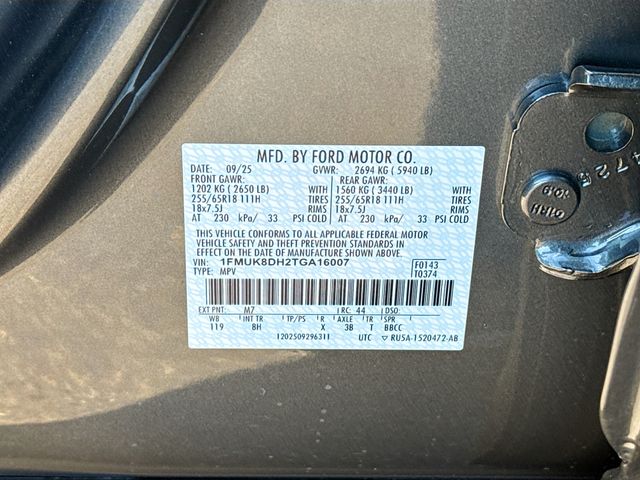 MFD. BY FORD MOTOR CO.
DATE: 09/25 GVWR: 2694 KG ( 5940 LB)
FRONT GAWR: REAR GAWR:
1202 KG ( 2650 LB) WITH 1560 KG ( 3440 LB) WITH
255/65R18 111H TIRES 255/65R18 111H TIRES
18x7.5J RIMS 18x7.5J RIMS
AT 230 kPa/ 33 PSI COLD AT 230 kPa/ 33 PSI COLD
THIS VEHICLE CONFORMS TO ALL APPLICABLE FEDERAL MOTOR
VEHICLE SAFETY AND THEFT PREVENTION STANDARDS IN
EFFECT ON THE DATE OF MANUFACTURE SHOWN ABOVE.
VIN: 1FMUK8DH2TGA16007 F0143
TYPE: MPV T0374
EXT PNT: M7 RC: 44 DSO:
WB INT TR TP/PS R AXLE TR SPR
119 8H X 3B T BBCC
1202509296311 UTC ▽ RU5A-1520472-AB
4725